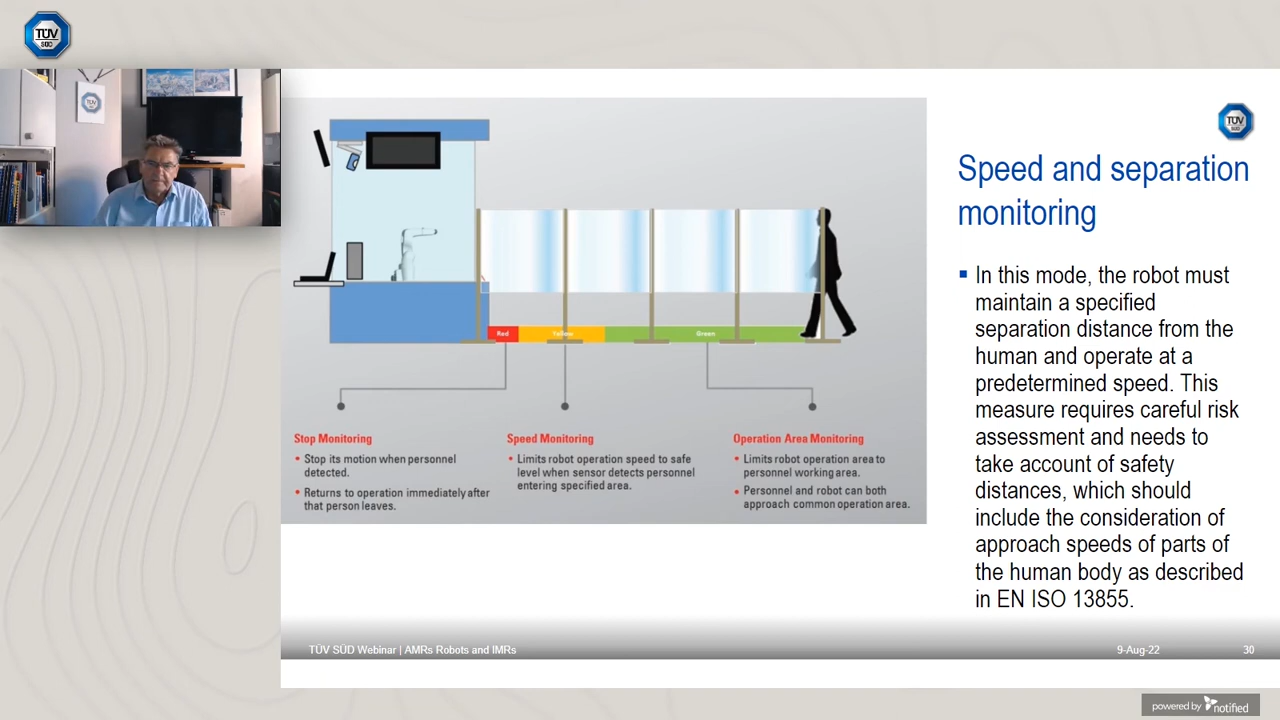 TÜV
SÜD
TÜV
SÜD
Speed and separation
monitoring
In this mode, the robot must
maintain a specified
separation distance from the
human and operate at a
predetermined speed. This
measure requires careful risk
assessment and needs to
take account of safety
distances, which should
include the consideration of
approach speeds of parts of
the human body as described
in EN ISO 13855.
Red
Yellow
Green
Stop Monitoring
• Stop its motion when personnel
detected.
• Returns to operation immediately after
that person leaves.
Speed Monitoring
• Limits robot operation speed to safe
level when sensor detects personnel
entering specified area.
Operation Area Monitoring
• Limits robot operation area to
personnel working area.
• Personnel and robot can both
approach common operation area.
TÜV SÜD Webinar | AMRs Robots and IMRs
9-Aug-22
30
powered by notified